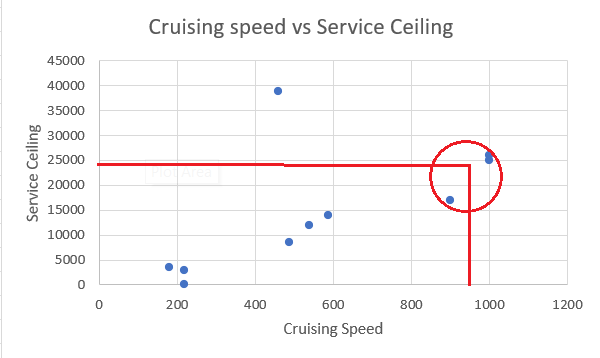 Cruising speed vs Service Ceiling
45000
40000
35000
30000
25000
20000
15000
10000
5000
0
Service Ceiling
Plot Area
0 200 400 600 800 1000 1200
Cruising Speed